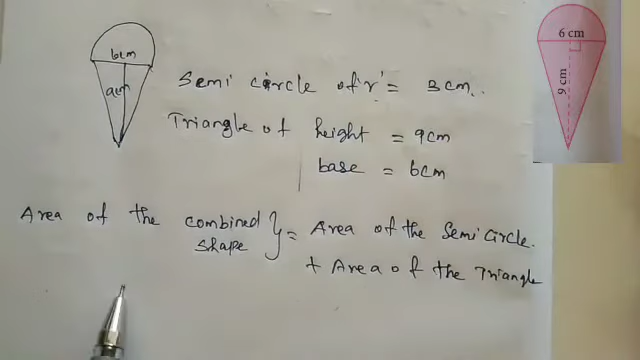 6cm
9cm
Semi circle of 'r' = 3cm.
Triangle of height = 9cm
base = 6cm
Area of the combined shape } = Area of the Semi Circle.
+ Area of the Triangle
6 cm
9 cm